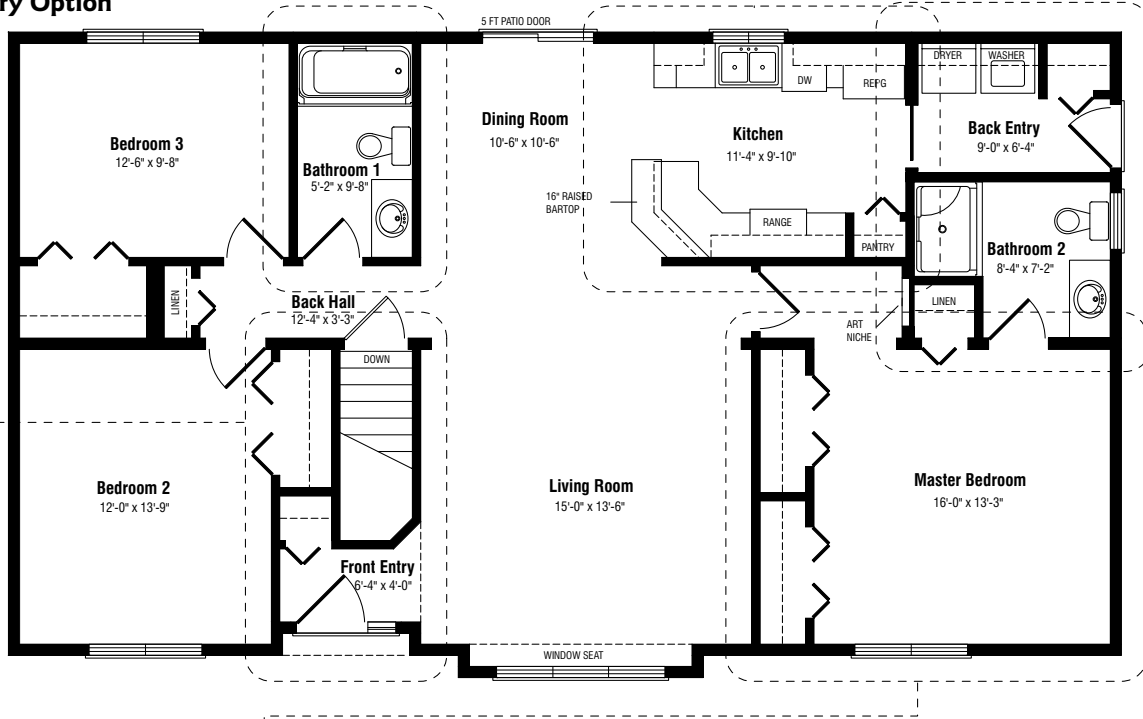 ry Option
5 FT PATIO DOOR
Bedroom 3
12'-6" x 9'-8"
Bathroom 1
5'-2" x 9'-8"
Dining Room
10'-6" x 10'-6"
Kitchen
11'-4" x 9'-10"
DW
REFG
DRYER
WASHER
Back Entry
9'-0" x 6'-4"
16" RAISED
BARTOP
RANGE
PANTRY
Bathroom 2
8'-4" x 7'-2"
LINEN
LINEN
Back Hall
12'-4" x 3'-3"
ART
NICHE
DOWN
Bedroom 2
12'-0" x 13'-9"
Living Room
15'-0" x 13'-6"
Master Bedroom
16'-0" x 13'-3"
Front Entry
6'-4" x 4'-0"
WINDOW SEAT